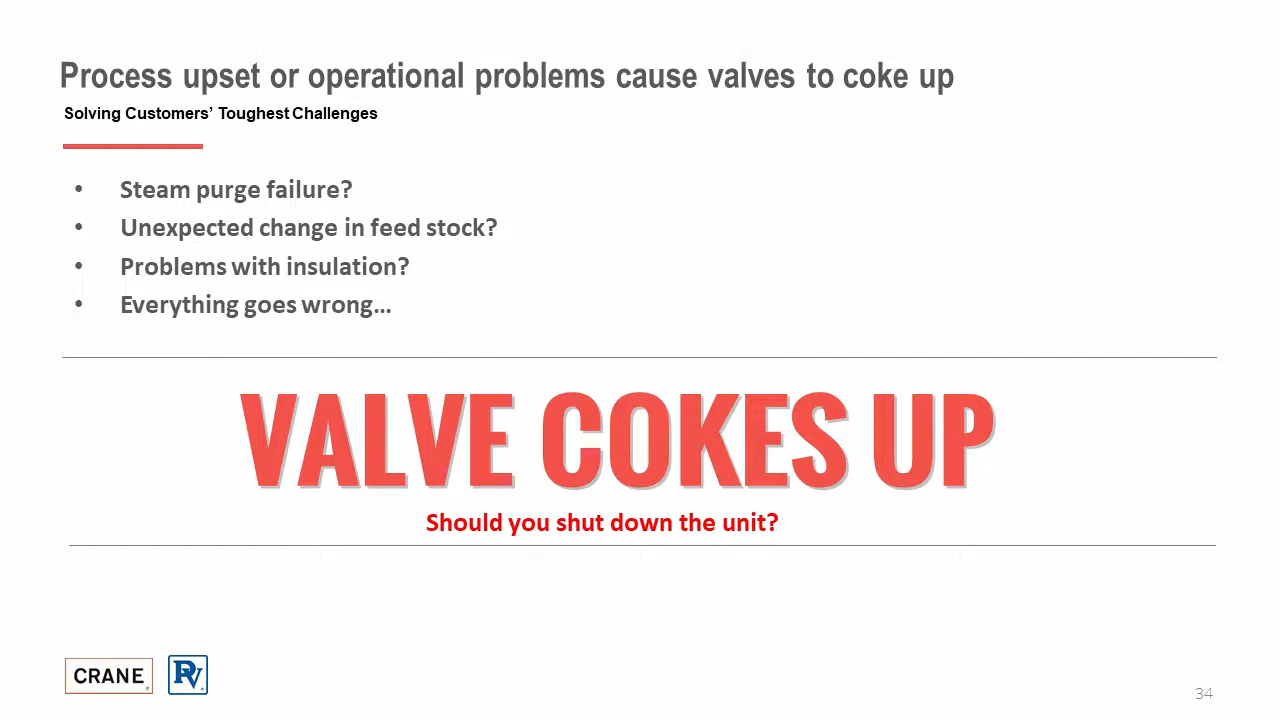 Process upset or operational problems cause valves to coke up
Solving Customers’ Toughest Challenges
• Steam purge failure?
• Unexpected change in feed stock?
• Problems with insulation?
• Everything goes wrong…
VALVE COKES UP
Should you shut down the unit?
CRANE® PV®
34